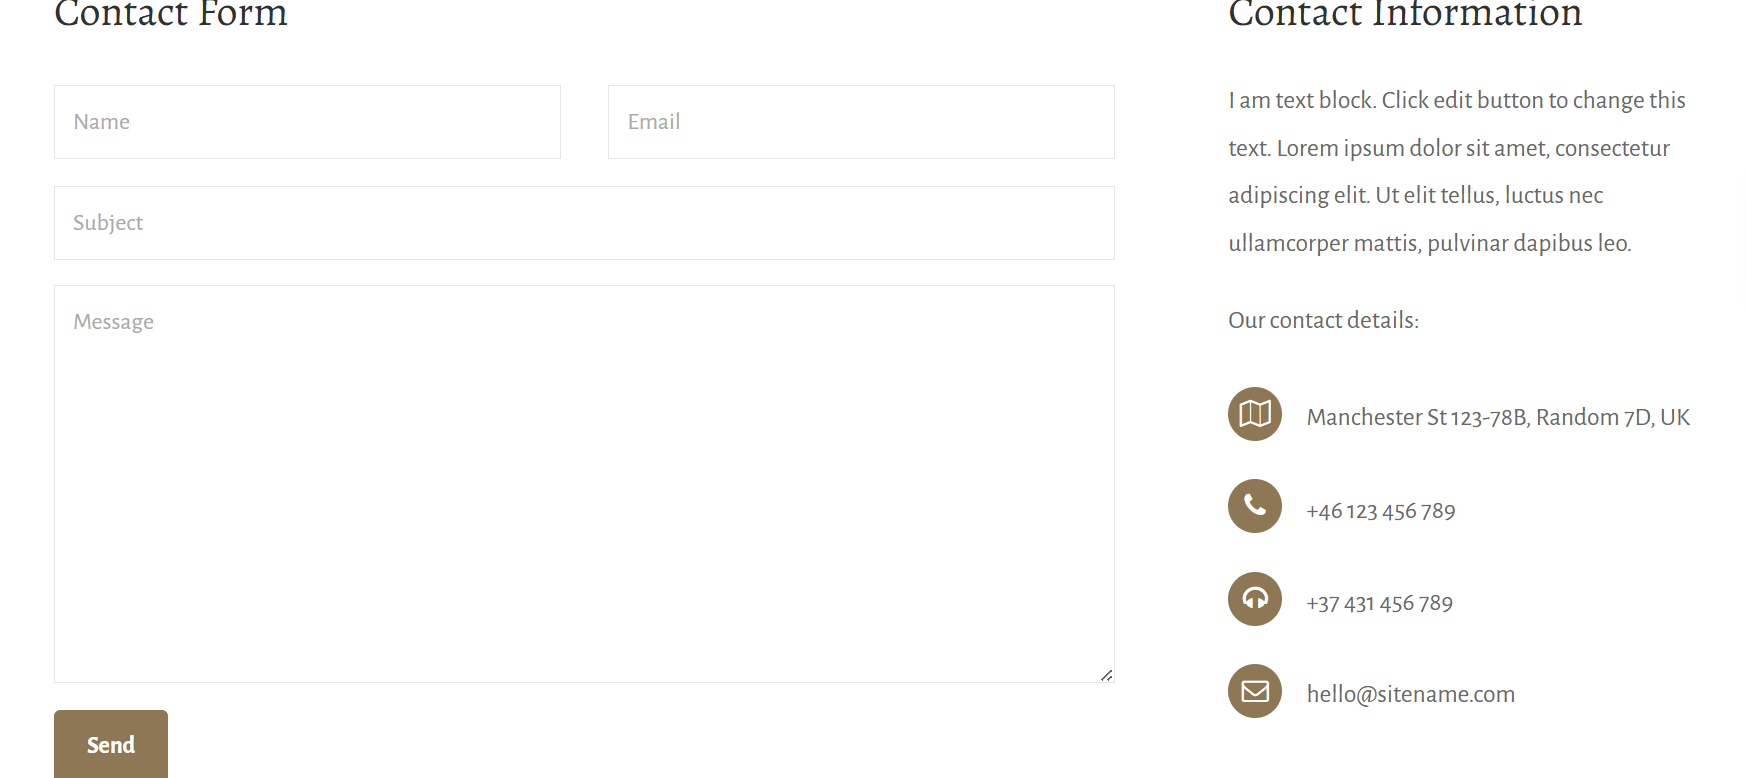 Contact Form
Name
Email
Subject
Message
Send
Contact Information
I am text block. Click edit button to change this
text. Lorem ipsum dolor sit amet, consectetur
adipiscing elit. Ut elit tellus, luctus nec
ullamcorper mattis, pulvinar dapibus leo.
Our contact details:
Manchester St 123-78B, Random 7D, UK
+46 123 456 789
+37 431 456 789
hello@sitename.com